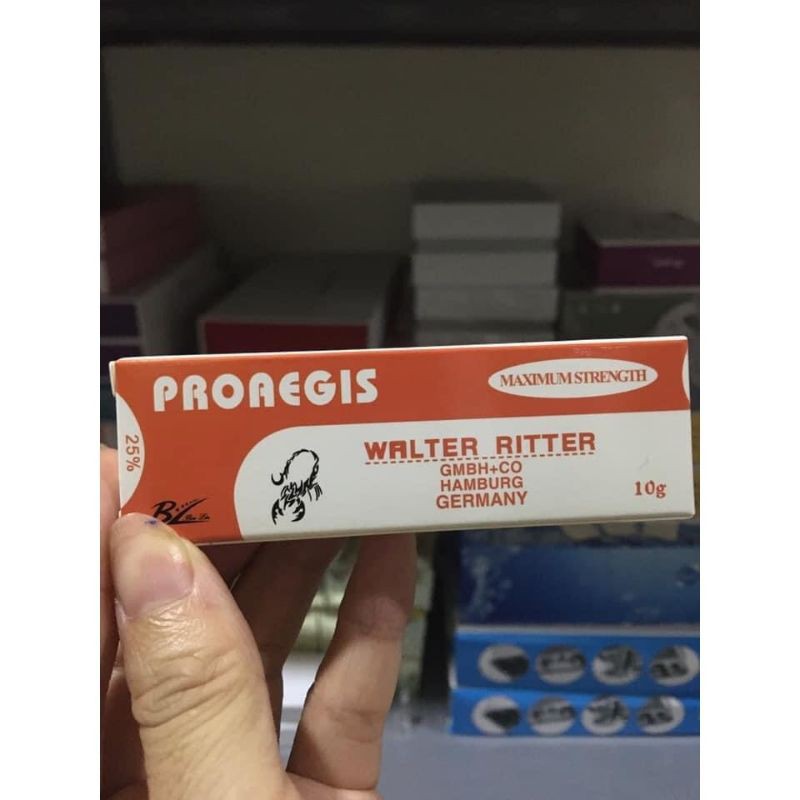 PROAEGIS
MAXIMUM STRENGTH
25%
WALTER RITTER
GMBH+CO
HAMBURG
GERMANY
10g